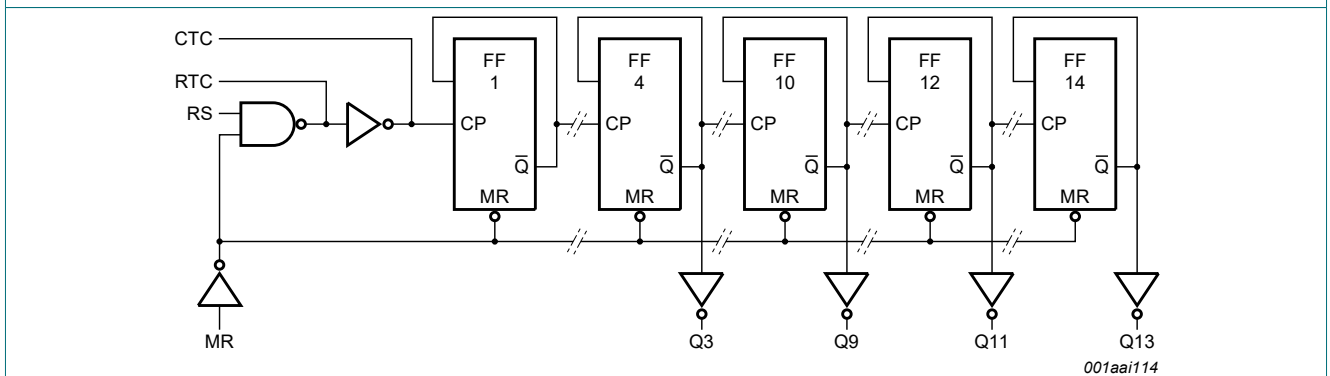 CTC
RTC
RS
FF
1
CP
Q̅
MR
FF
4
CP
Q̅
MR
FF
10
CP
Q̅
MR
FF
12
CP
Q̅
MR
FF
14
CP
Q̅
MR
MR
Q3
Q9
Q11
Q13
001aai114